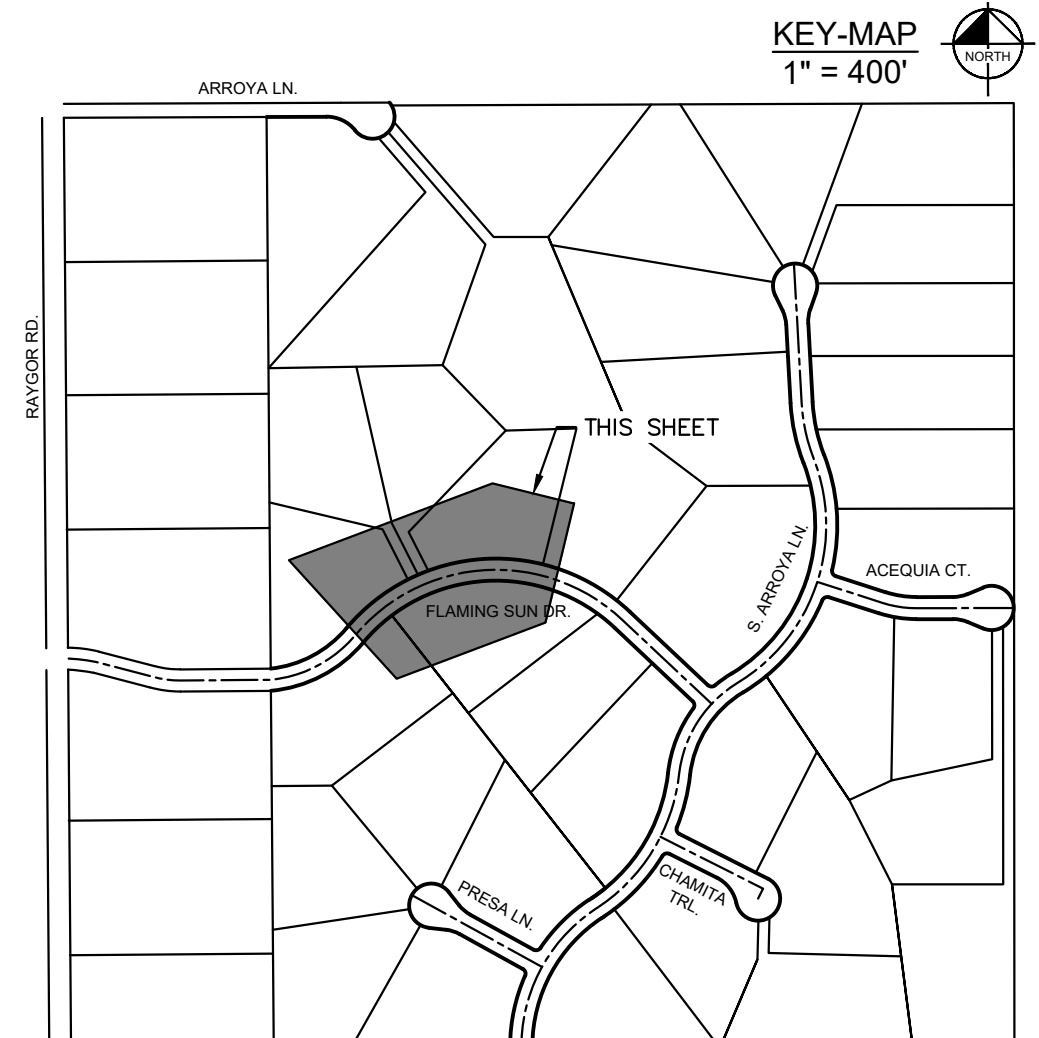 KEY-MAP
1" = 400'
NORTH
ARROYA LN.
RAYGOR RD.
THIS SHEET
S. ARROYA LN.
ACEQUIA CT.
FLAMING SUN DR.
CHAMITA
TRL.
PRESA LN.